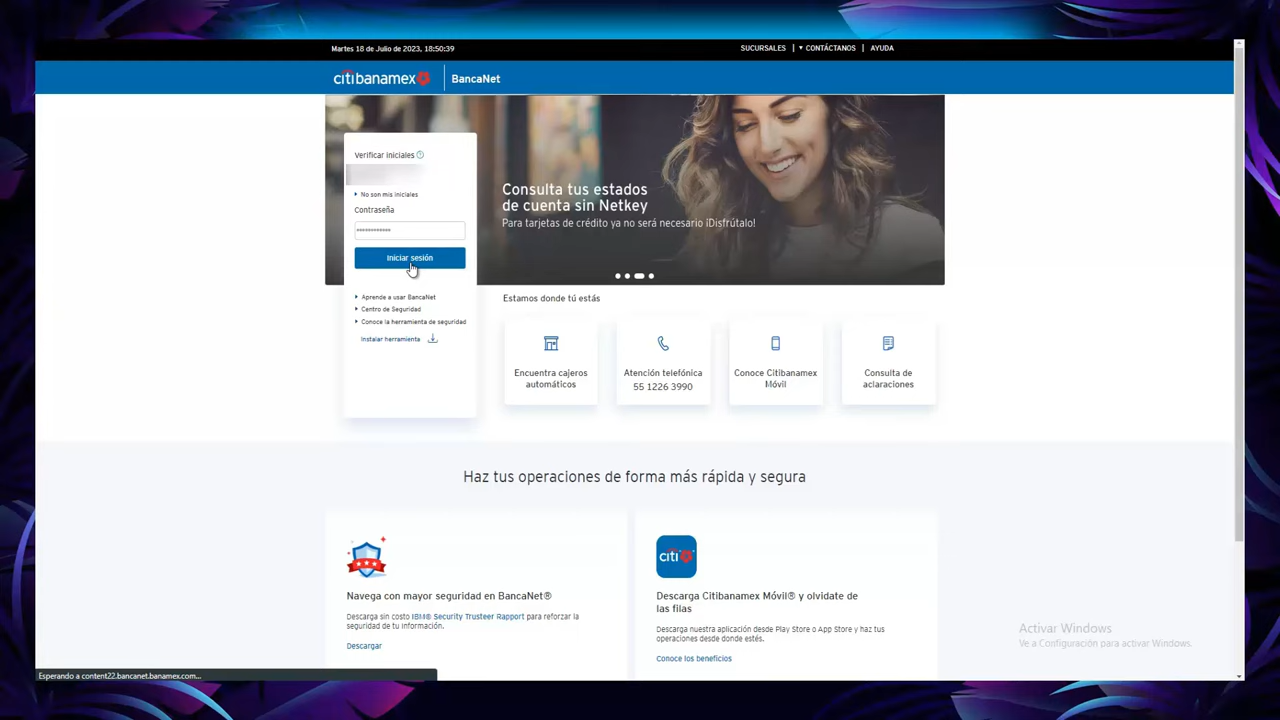 Martes 18 de Julio de 2023, 18:50:39
SUCURSALES | ▾ CONTÁCTANOS | AYUDA
citibanamex
BancaNet
Verificar iniciales ?
No son mis iniciales
Contraseña
************
Iniciar sesión
Aprende a usar BancaNet
Centro de Seguridad
Conoce la herramienta de seguridad
Instalar herramienta
Consulta tus estados
de cuenta sin Netkey
Para tarjetas de crédito ya no será necesario ¡Disfrútalo!
Estamos donde tú estás
Encuentra cajeros
automáticos
Atención telefónica
55 1226 3990
Conoce Citibanamex
Móvil
Consulta de
aclaraciones
Haz tus operaciones de forma más rápida y segura
Navega con mayor seguridad en BancaNet®
Descarga sin costo IBM® Security Trusteer Rapport para reforzar la
seguridad de tu información.
Descargar
citi
Descarga Citibanamex Móvil® y olvídate de
las filas
Descarga nuestra aplicación desde Play Store o App Store y haz tus
operaciones desde donde estés.
Conoce los beneficios
Activar Windows
Ve a Configuración para activar Windows.
Esperando a content22.bancanet.banamex.com...